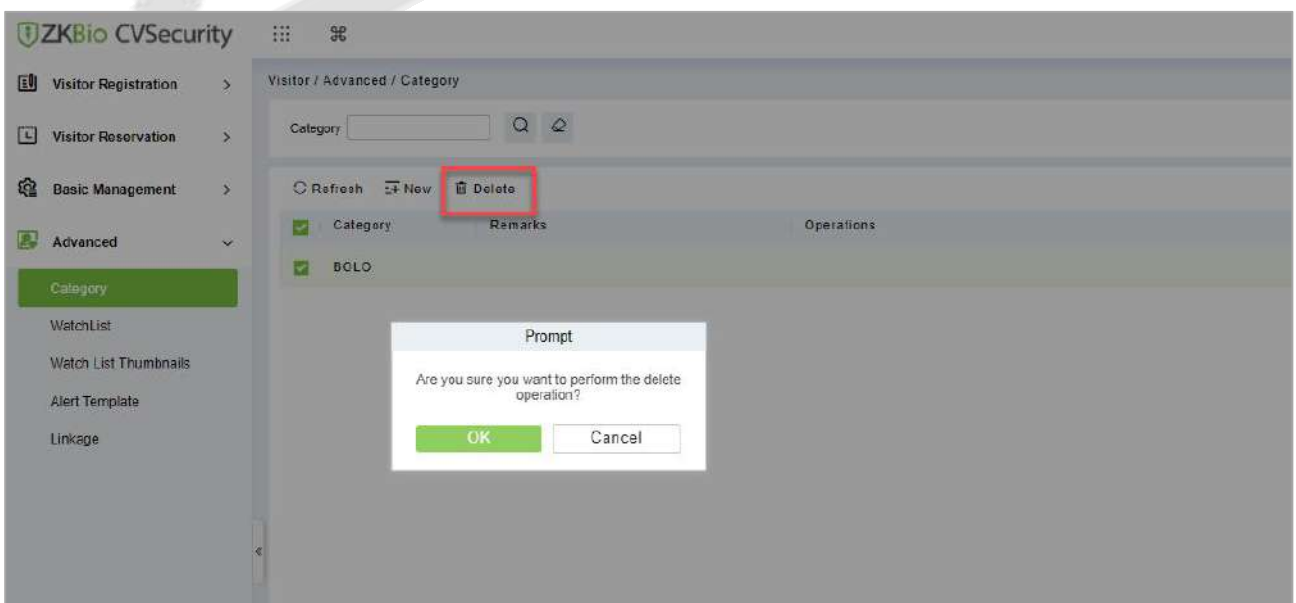 ZKBio CVSecurity
Visitor Registration
Visitor / Advanced / Category
Visitor Reservation
Category
Basic Management
Refresh New Delete
Category Remarks Operations
Advanced
BOLO
Category
WatchList
Prompt
Watch List Thumbnails
Are you sure you want to perform the delete
operation?
Alert Template
OK Cancel
Linkage